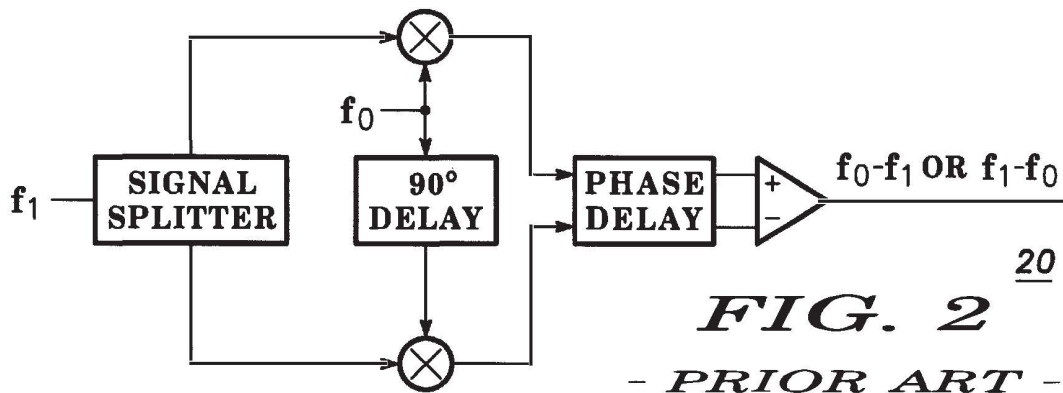 f0
f1
SIGNAL
SPLITTER
90°
DELAY
PHASE
DELAY
+
−
f0-f1 OR f1-f0
20
FIG. 2
- PRIOR ART -